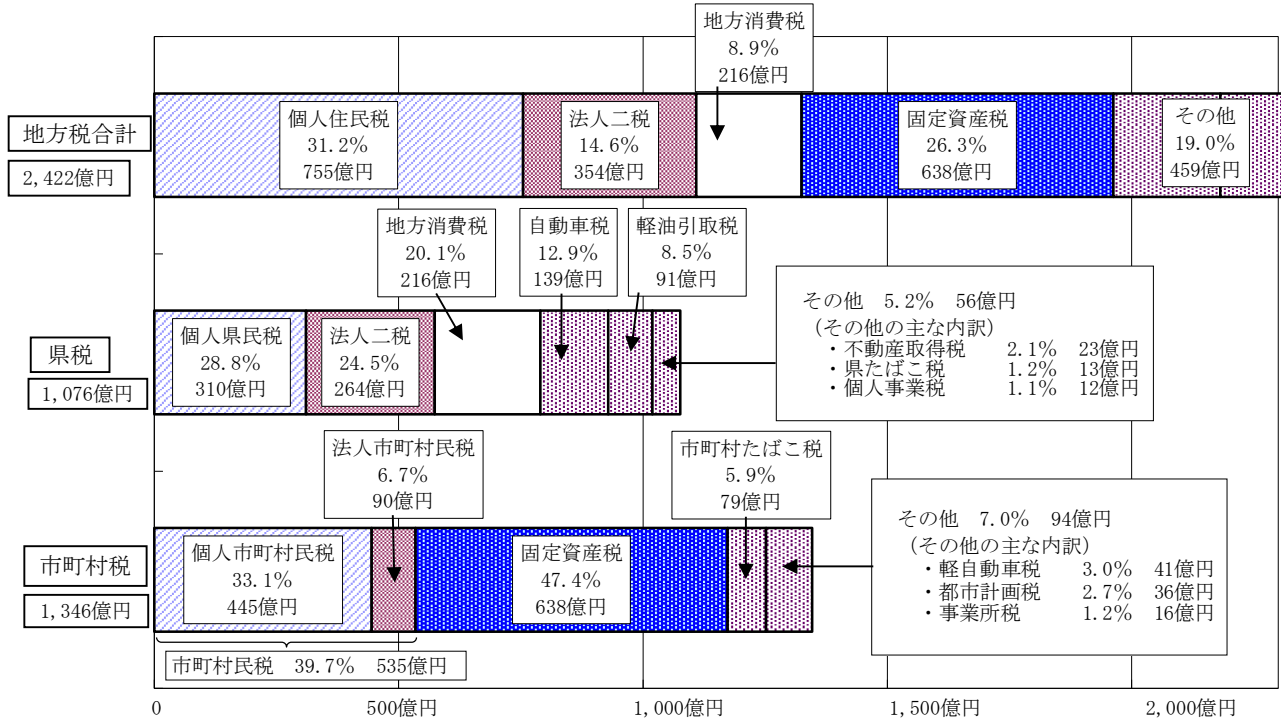 地方消費税
8.9%
216億円
地方税合計
2,422億円
個人住民税
31.2%
755億円
法人二税
14.6%
354億円
固定資産税
26.3%
638億円
その他
19.0%
459億円
地方消費税
20.1%
216億円
自動車税
12.9%
139億円
軽油引取税
8.5%
91億円
県税
1,076億円
個人県民税
28.8%
310億円
法人二税
24.5%
264億円
その他 5.2% 56億円
(その他の主な内訳)
・不動産取得税 2.1% 23億円
・県たばこ税 1.2% 13億円
・個人事業税 1.1% 12億円
法人市町村民税
6.7%
90億円
市町村たばこ税
5.9%
79億円
市町村税
1,346億円
個人市町村民税
33.1%
445億円
固定資産税
47.4%
638億円
その他 7.0% 94億円
(その他の主な内訳)
・軽自動車税 3.0% 41億円
・都市計画税 2.7% 36億円
・事業所税 1.2% 16億円
市町村民税 39.7% 535億円
0 500億円 1,000億円 1,500億円 2,000億円